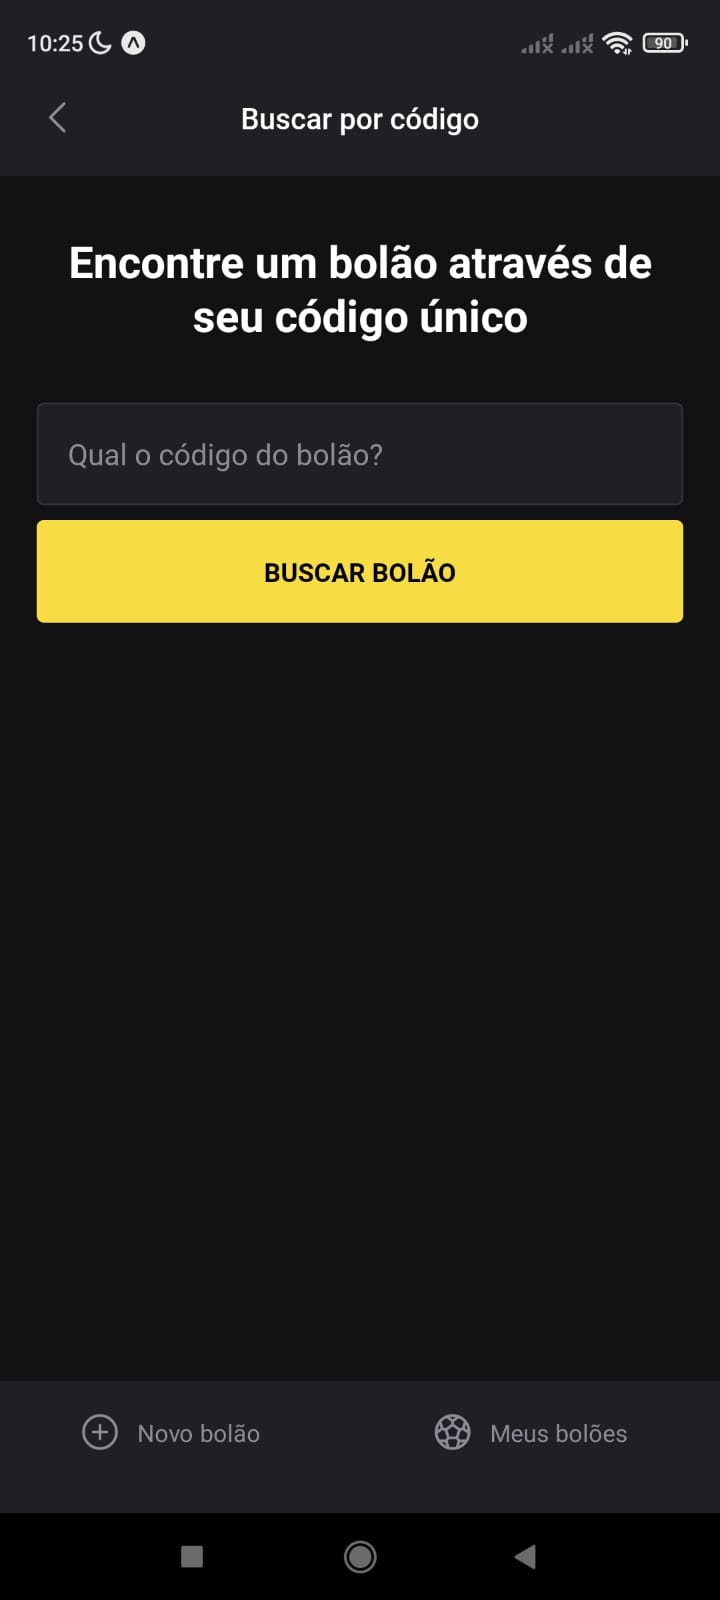 10:25
90
Buscar por código
Encontre um bolão através de
seu código único
Qual o código do bolão?
BUSCAR BOLÃO
Novo bolão
Meus bolões